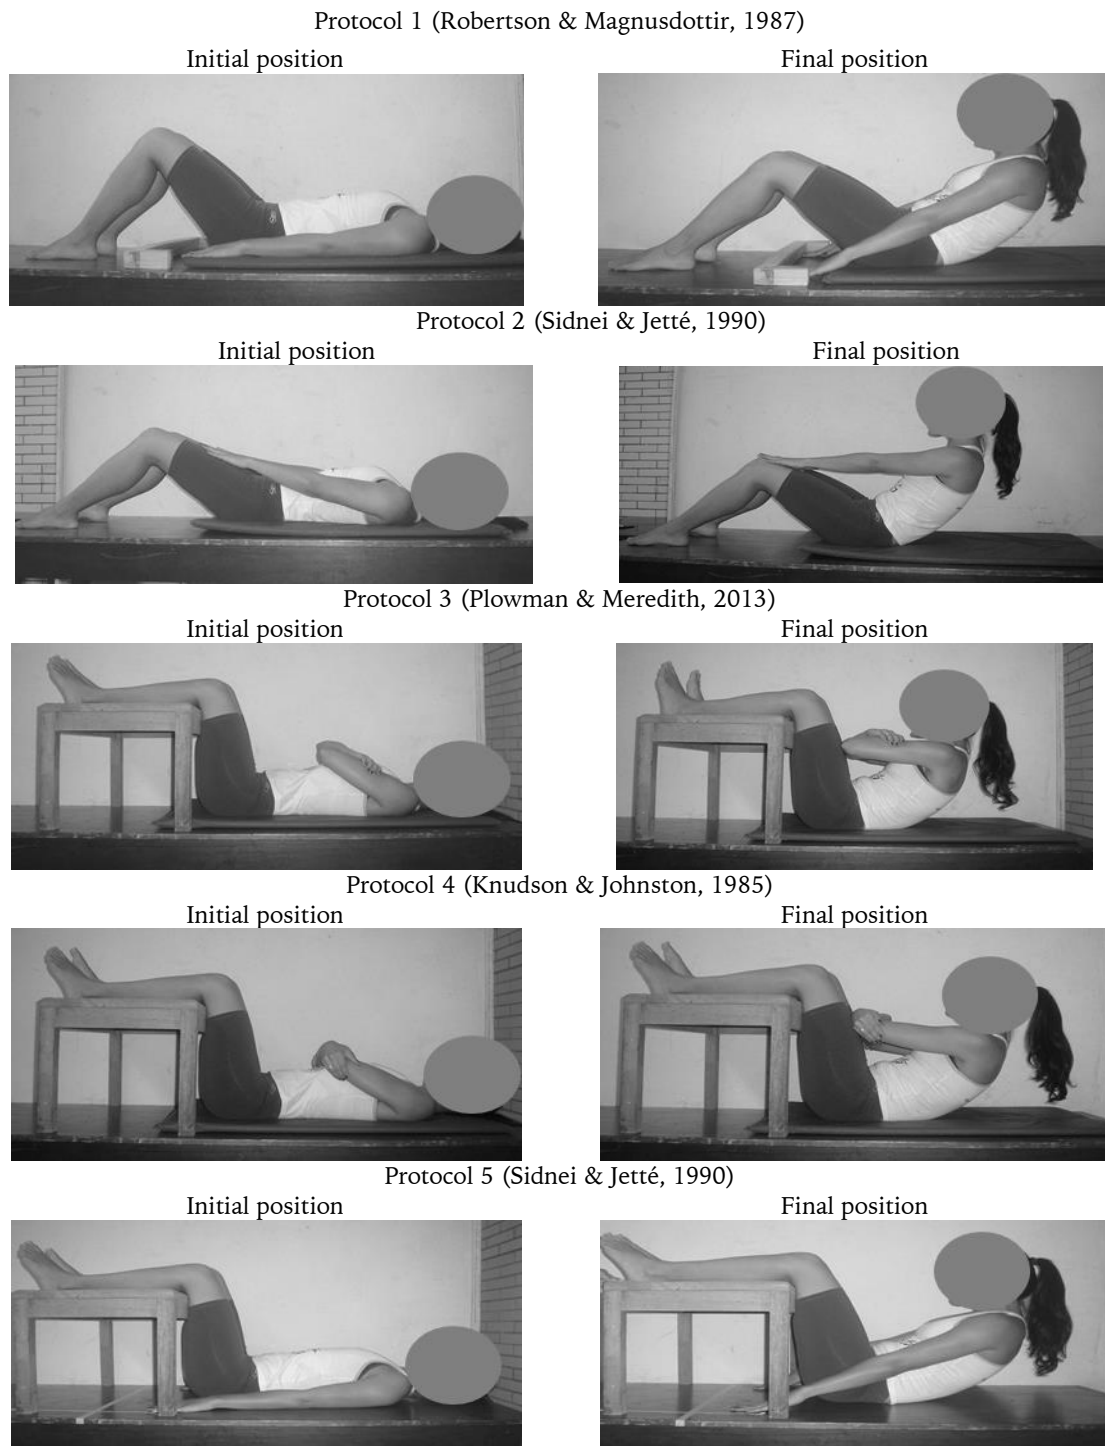 Protocol 1 (Robertson & Magnusdottir, 1987)
Initial position
Final position
Protocol 2 (Sidnei & Jetté, 1990)
Initial position
Final position
Protocol 3 (Plowman & Meredith, 2013)
Initial position
Final position
Protocol 4 (Knudson & Johnston, 1985)
Initial position
Final position
Protocol 5 (Sidnei & Jetté, 1990)
Initial position
Final position